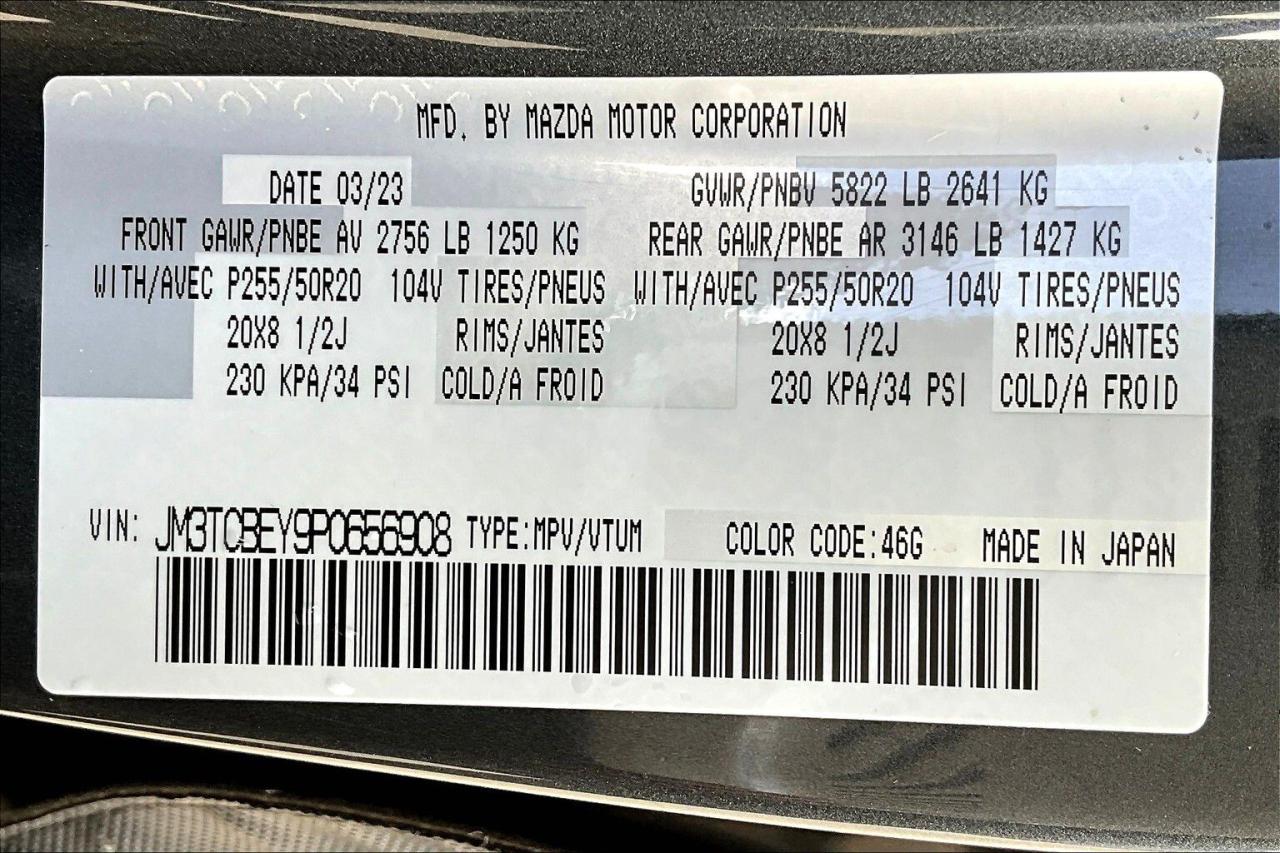 MFD. BY MAZDA MOTOR CORPORATION
DATE 03/23 GVWR/PNBV 5822 LB 2641 KG
FRONT GAWR/PNBE AV 2756 LB 1250 KG REAR GAWR/PNBE AR 3146 LB 1427 KG
WITH/AVEC P255/50R20 104V TIRES/PNEUS WITH/AVEC P255/50R20 104V TIRES/PNEUS
20X8 1/2J RIMS/JANTES 20X8 1/2J RIMS/JANTES
230 KPA/34 PSI COLD/A FROID 230 KPA/34 PSI COLD/A FROID
VIN: JM3TCBEY9P0656908 TYPE:MPV/VTUM COLOR CODE:46G MADE IN JAPAN